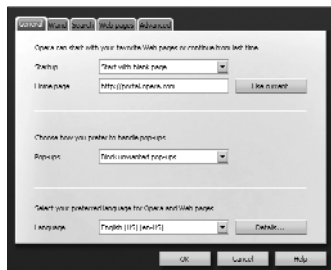 General Wand Search Web pages Advanced
Opera can start with your favorite Web pages or continue from last time
Startup Start with blank page
Home page http://portal.opera.com Use current
Choose how you prefer to handle pop-ups
Pop-ups Block unwanted pop-ups
Select your preferred language for Opera and Web pages
Language English (US) [en-US] Details...
OK Cancel Help